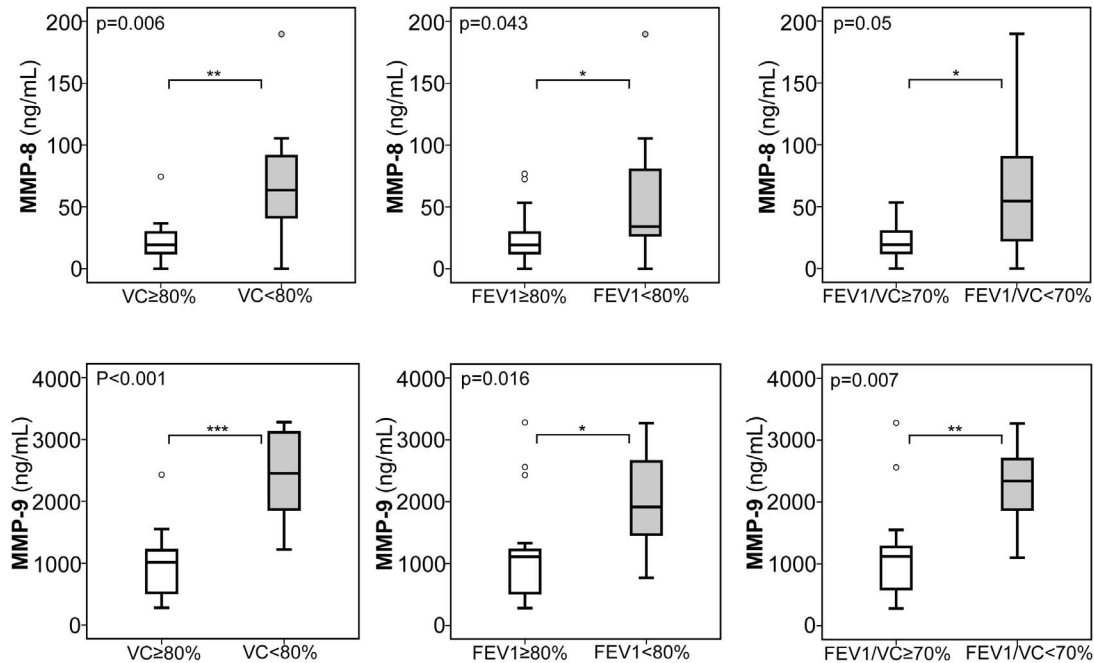 p=0.006
**
MMP-8 (ng/mL)
200
150
100
50
0
VC≥80%
VC<80%
p=0.043
*
MMP-8 (ng/mL)
200
150
100
50
0
FEV1≥80%
FEV1<80%
p=0.05
*
MMP-8 (ng/mL)
200
150
100
50
0
FEV1/VC≥70%
FEV1/VC<70%
P<0.001
***
MMP-9 (ng/mL)
4000
3000
2000
1000
0
VC≥80%
VC<80%
p=0.016
*
MMP-9 (ng/mL)
4000
3000
2000
1000
0
FEV1≥80%
FEV1<80%
p=0.007
**
MMP-9 (ng/mL)
4000
3000
2000
1000
0
FEV1/VC≥70%
FEV1/VC<70%